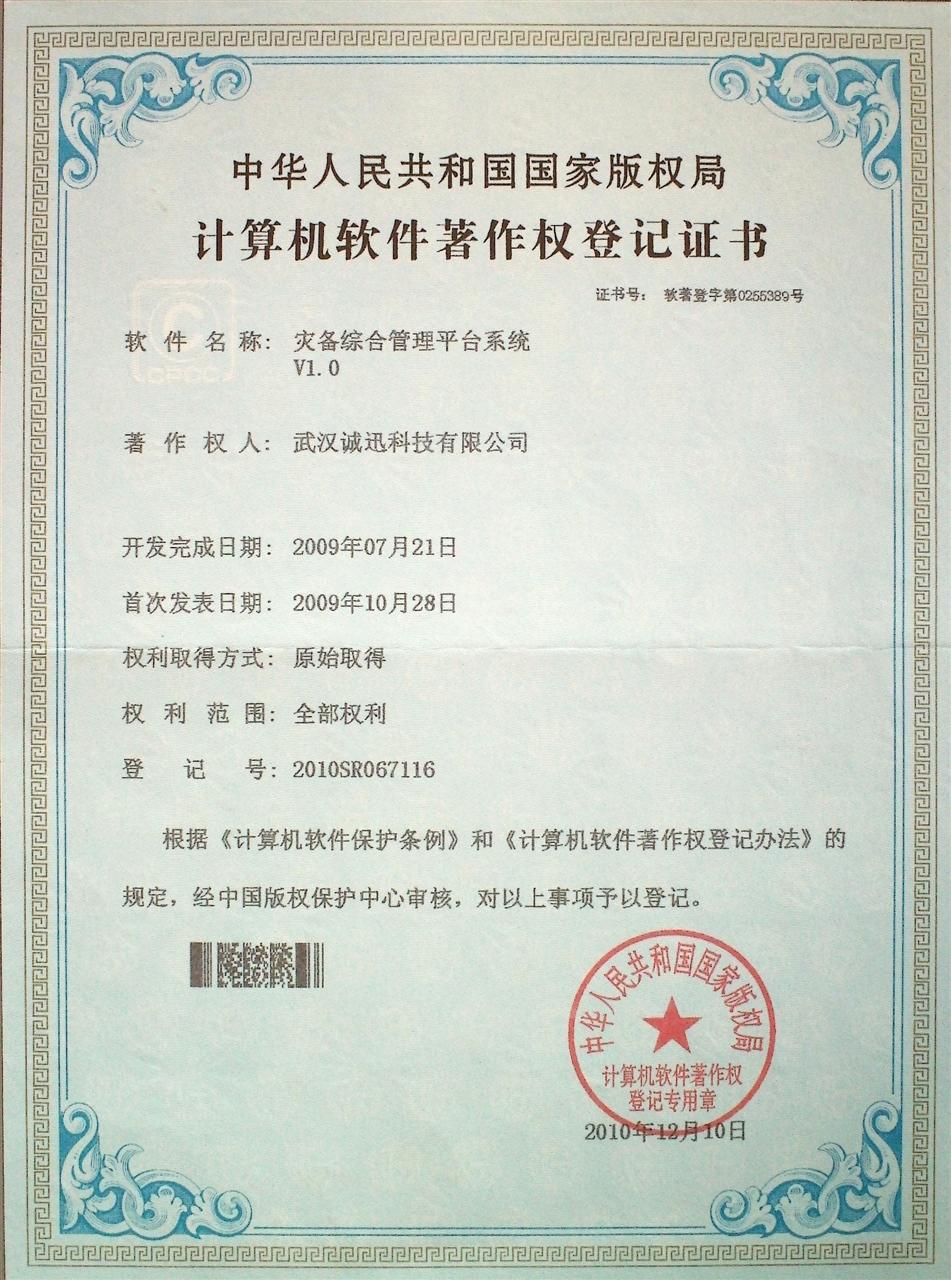 中华人民共和国国家版权局
计算机软件著作权登记证书
证书号： 软著登字第0255389号
CPCC
软件名称： 灾备综合管理平台系统
V1.0
著作权人： 武汉诚迅科技有限公司
开发完成日期： 2009年07月21日
首次发表日期： 2009年10月28日
权利取得方式： 原始取得
权利范围： 全部权利
登记号： 2010SR067116
根据《计算机软件保护条例》和《计算机软件著作权登记办法》的
规定，经中国版权保护中心审核，对以上事项予以登记。
中华人民共和国国家版权局
计算机软件著作权
登记专用章
2010年12月10日